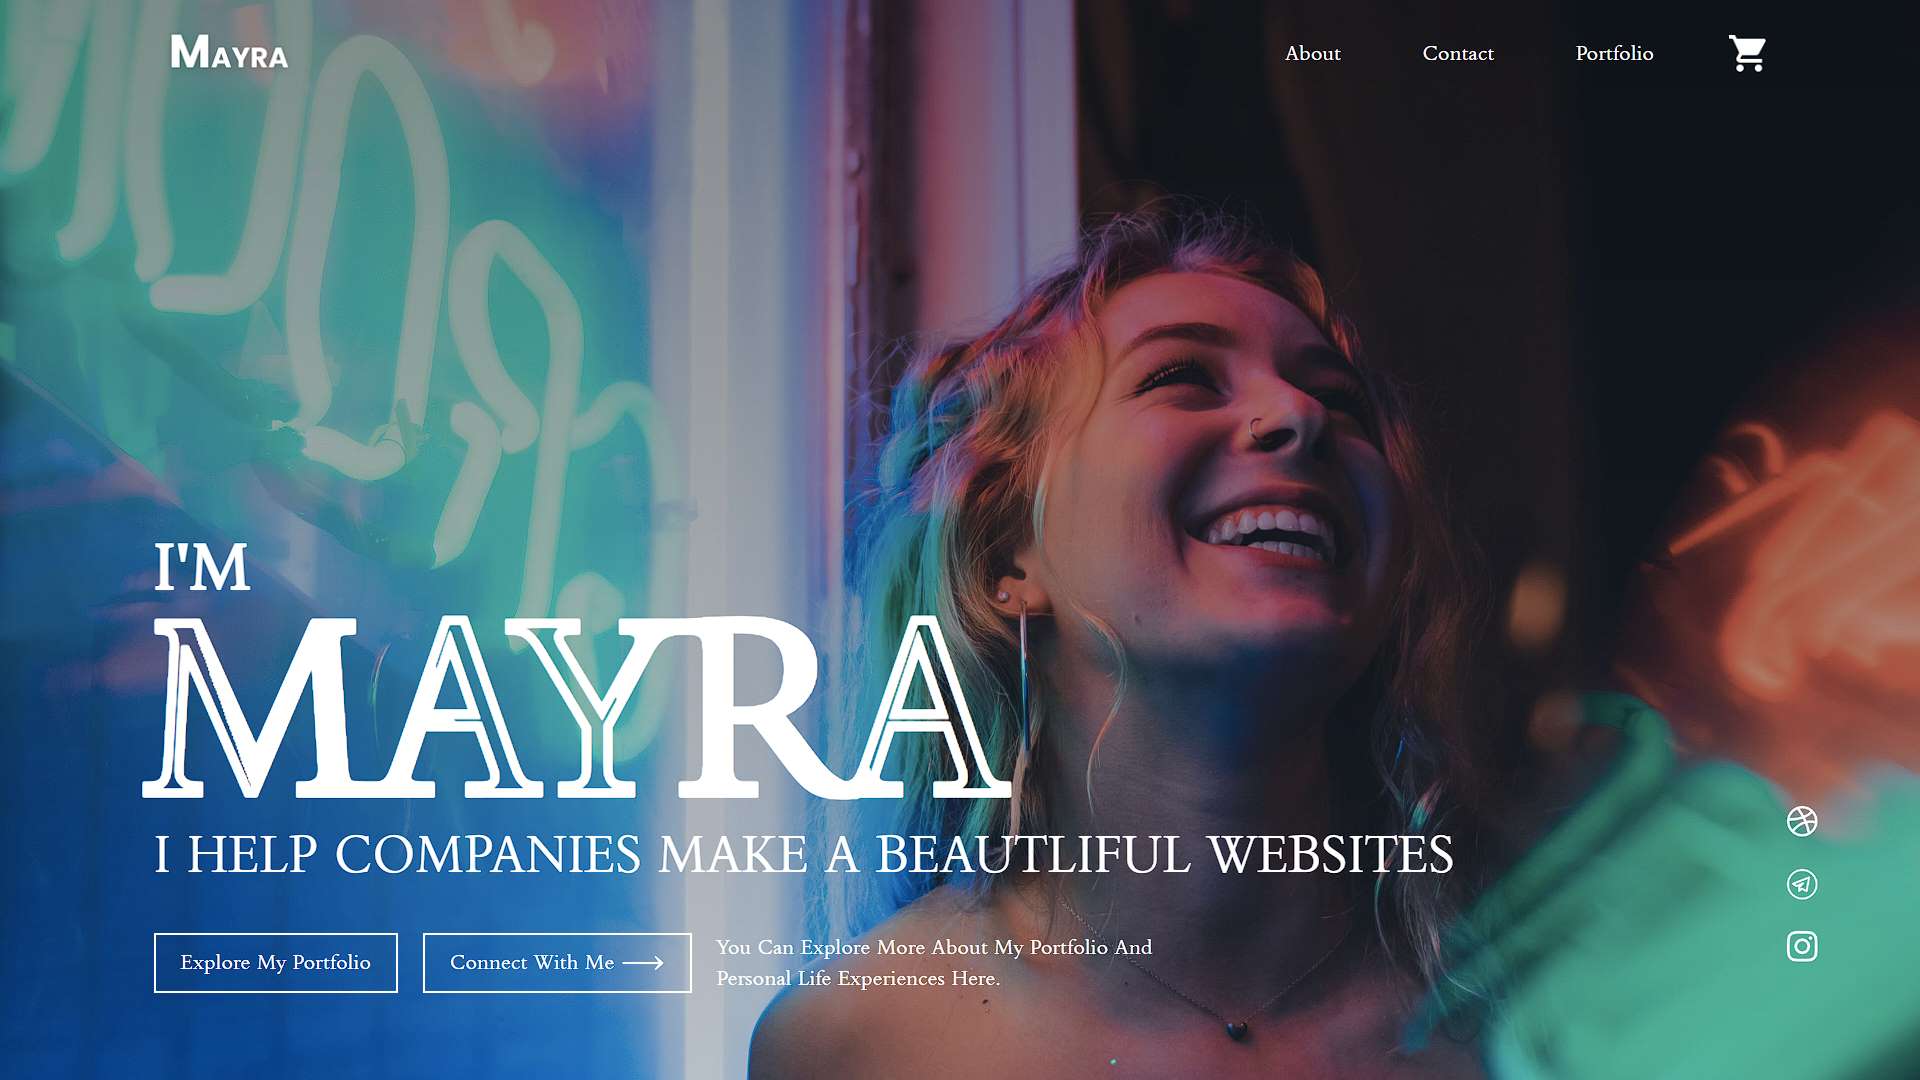 MAYRA
About Contact Portfolio
I'M
MAYRA
I HELP COMPANIES MAKE A BEAUTLIFUL WEBSITES
Explore My Portfolio
Connect With Me
You Can Explore More About My Portfolio And
Personal Life Experiences Here.